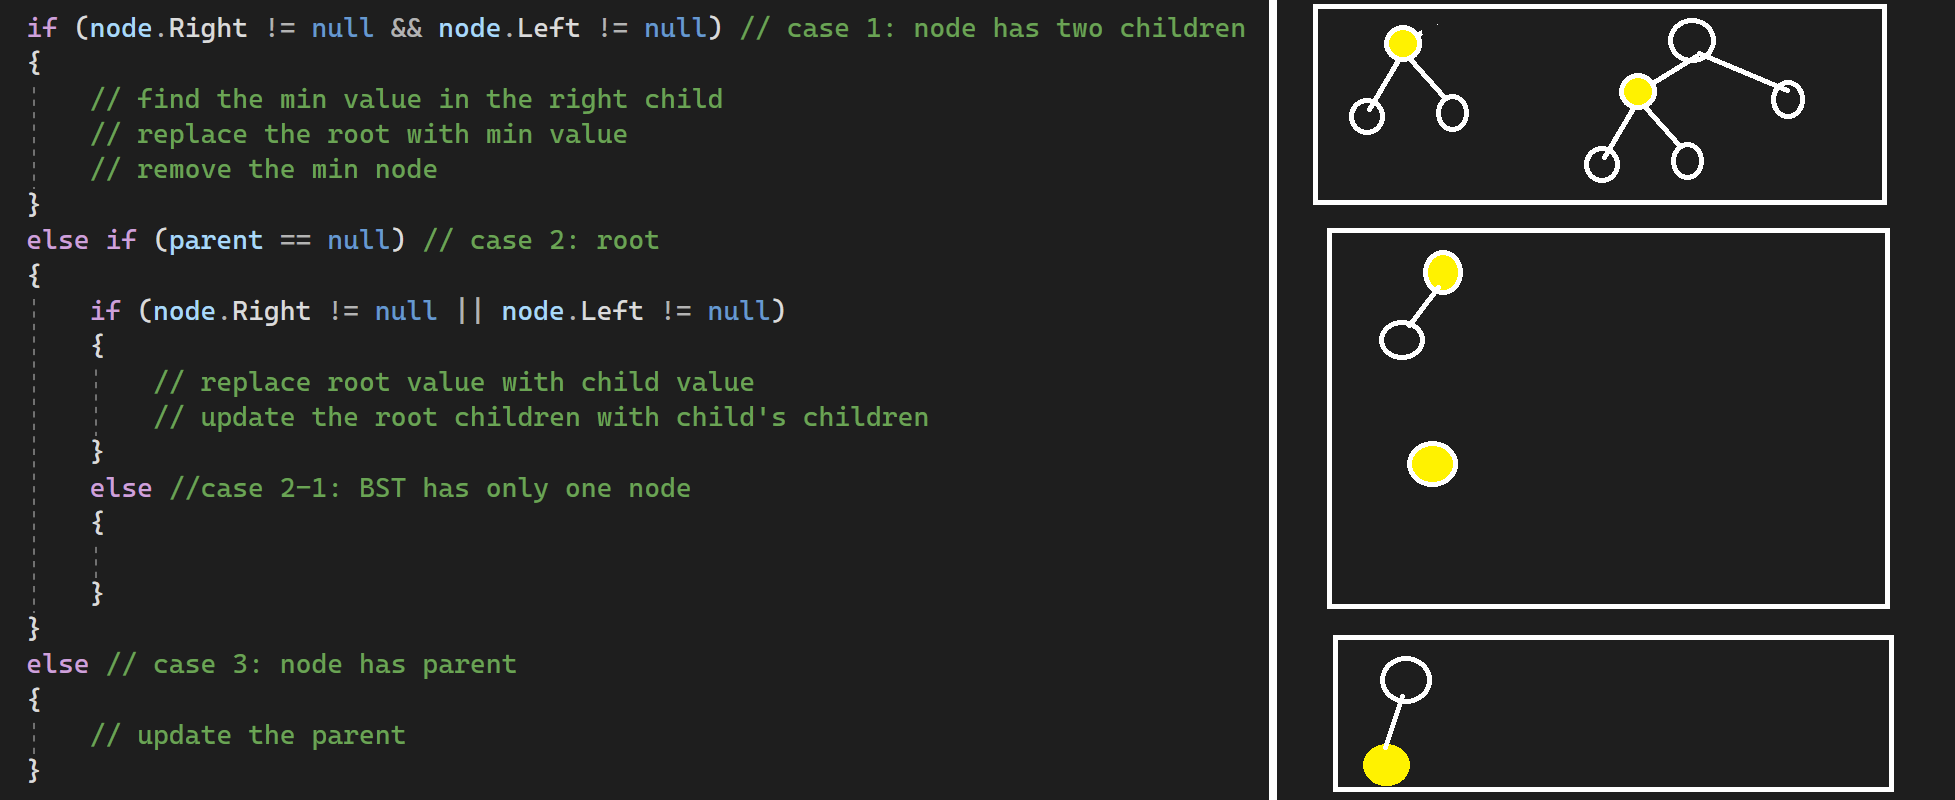 if (node.Right != null && node.Left != null) // case 1: node has two children
{
// find the min value in the right child
// replace the root with min value
// remove the min node
}
else if (parent == null) // case 2: root
{
if (node.Right != null || node.Left != null)
{
// replace root value with child value
// update the root children with child's children
}
else //case 2-1: BST has only one node
{
}
}
else // case 3: node has parent
{
// update the parent
}